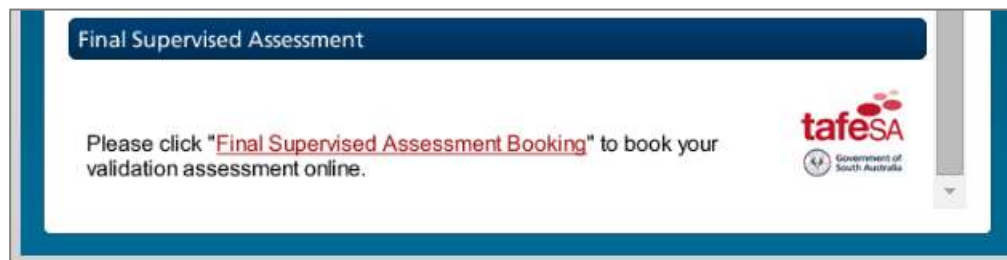 Final Supervised Assessment
Please click "Final Supervised Assessment Booking" to book your
validation assessment online.
tafeSA
Government of
South Australia